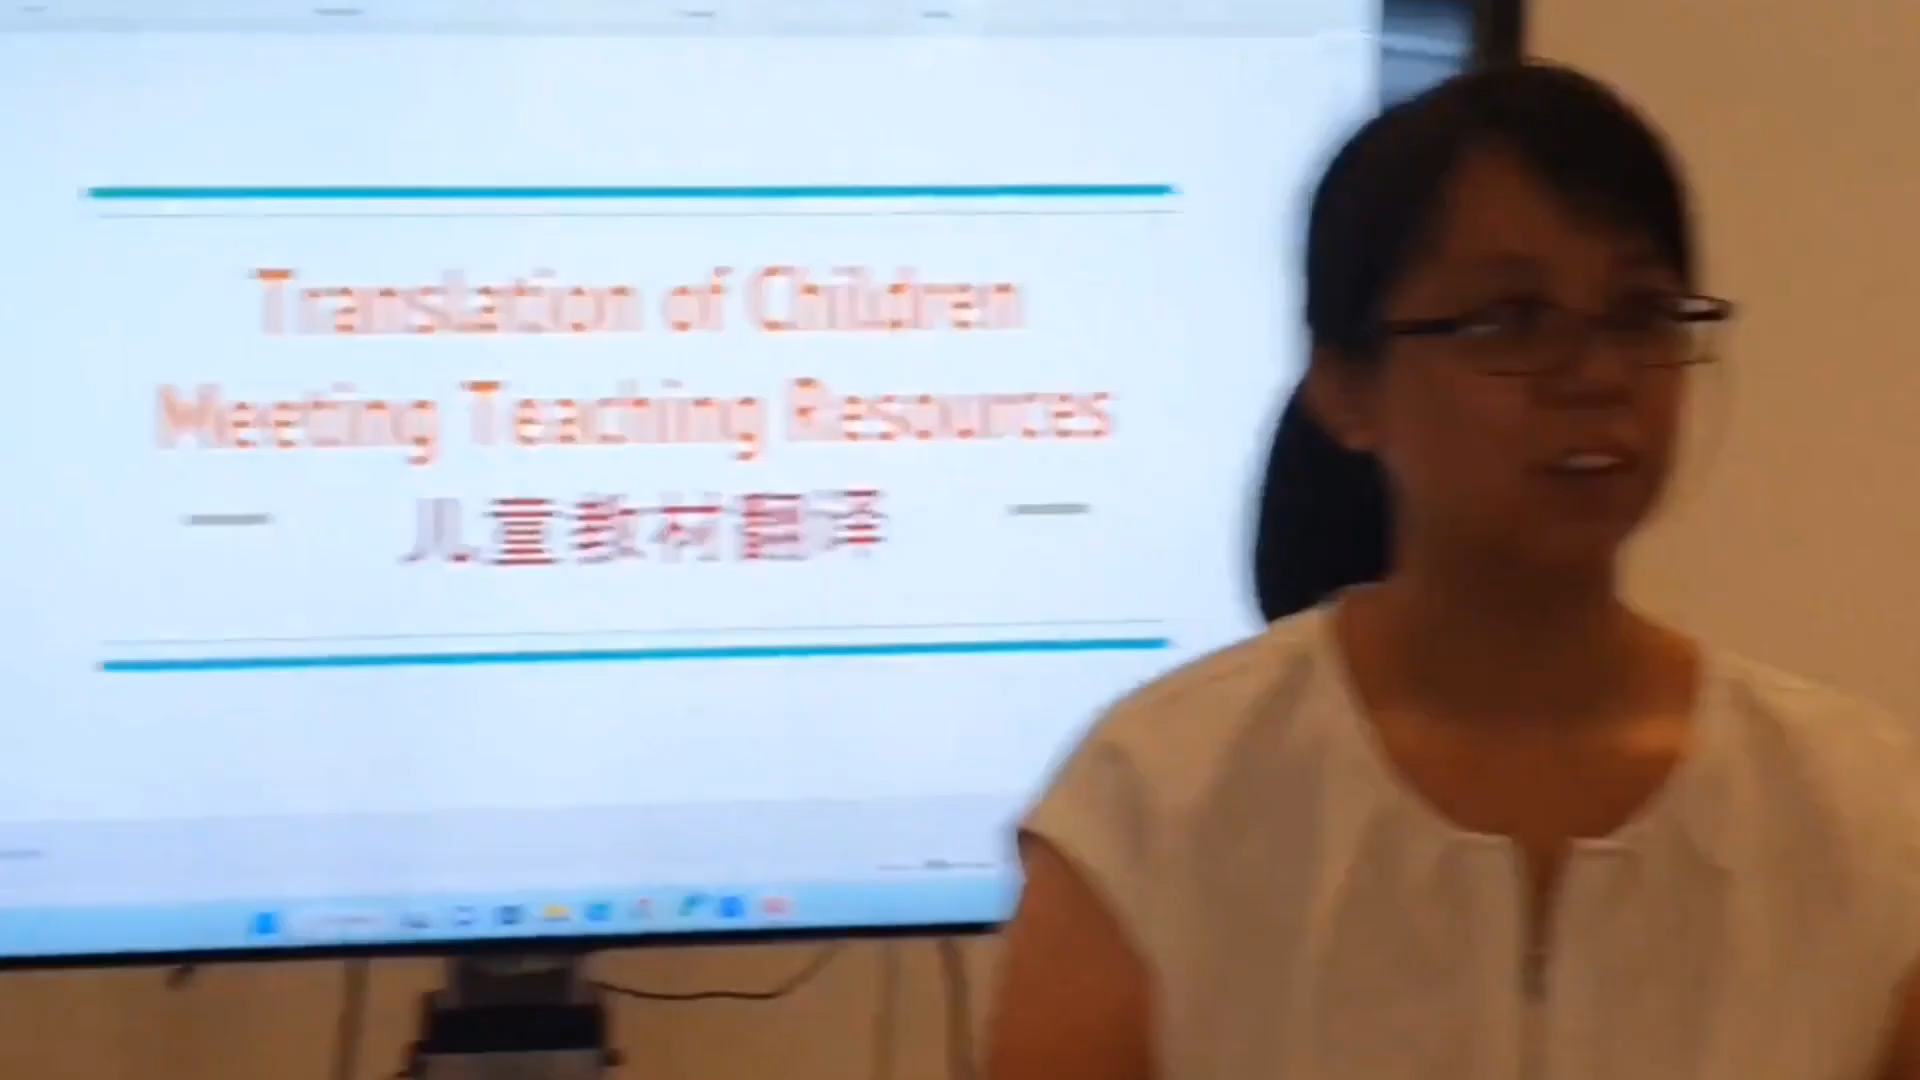 Translation of Children
Meeting Teaching Resources
儿童教材翻译